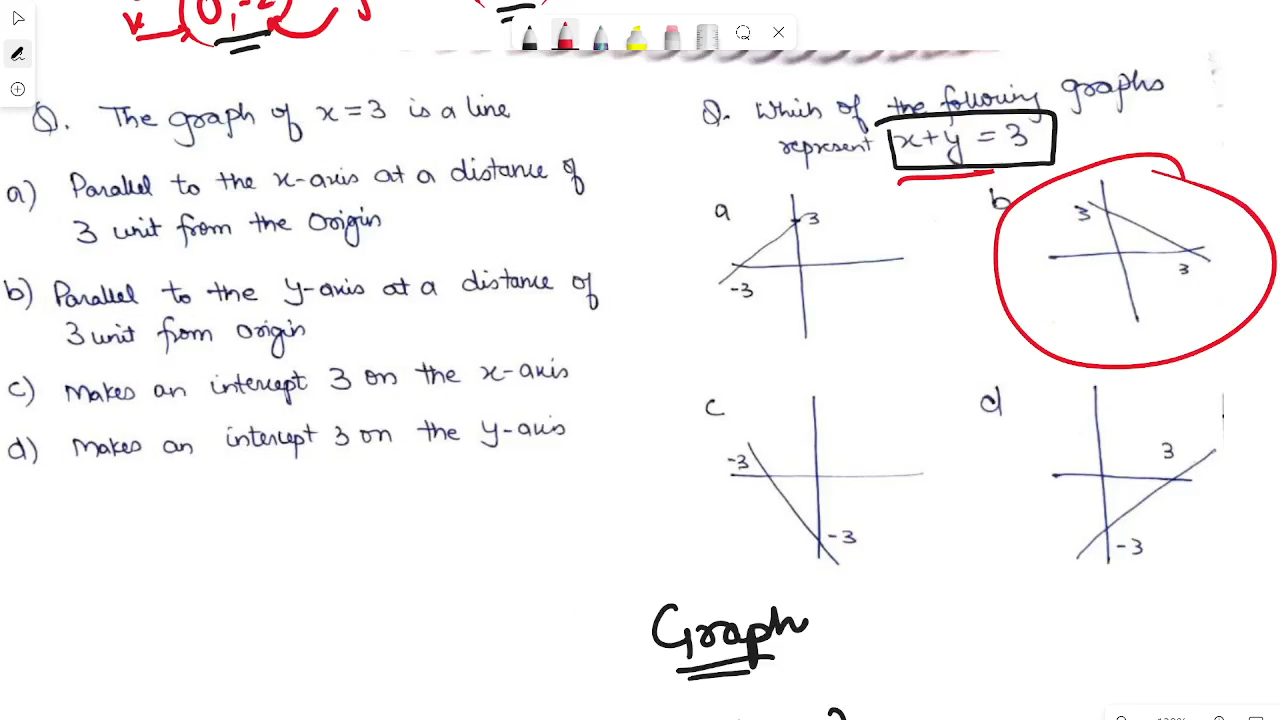 0, -2
Q. The graph of x = 3 is a line
a) Parallel to the x-axis at a distance of
3 unit from the origin
b) Parallel to the y-axis at a distance of
3 unit from origin
c) Makes an intercept 3 on the x-axis
d) Makes an intercept 3 on the y-axis
Q. Which of the following graphs
represent x + y = 3
a
3
-3
b
3
3
c
-3
-3
d
3
-3
Graph